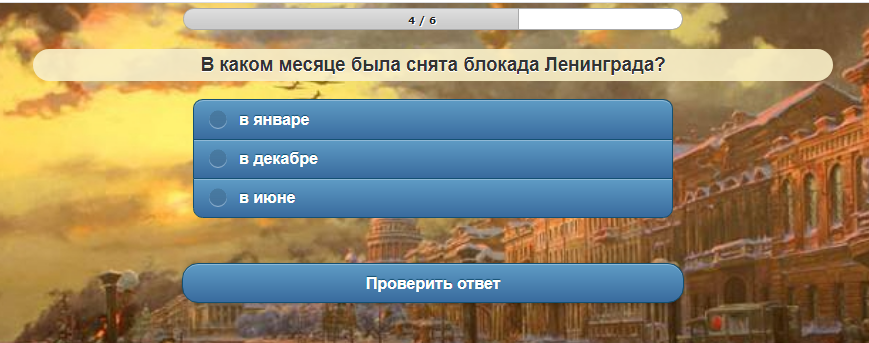 4 / 6
В каком месяце была снята блокада Ленинграда?
в январе
в декабре
в июне
Проверить ответ